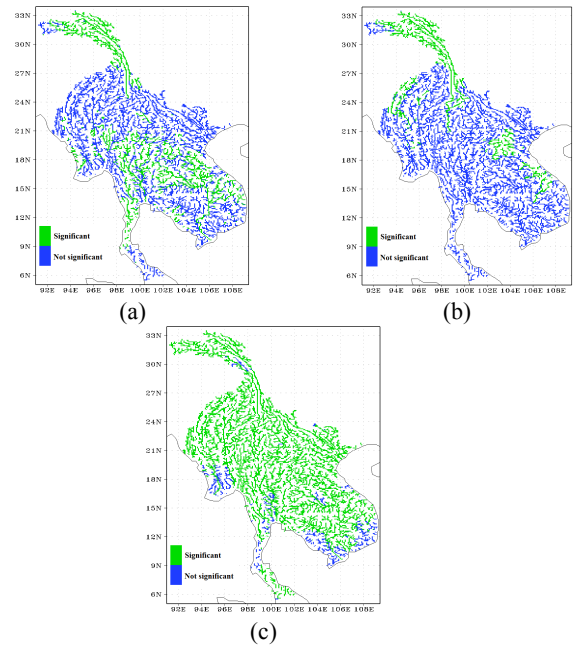 33N
30N
27N
24N
21N
18N
15N
12N
9N
6N
Significant
Not significant
92E 94E 96E 98E 100E 102E 104E 106E 108E
(a)
33N
30N
27N
24N
21N
18N
15N
12N
9N
6N
Significant
Not significant
92E 94E 96E 98E 100E 102E 104E 106E 108E
(b)
33N
30N
27N
24N
21N
18N
15N
12N
9N
6N
Significant
Not significant
92E 94E 96E 98E 100E 102E 104E 106E 108E
(c)